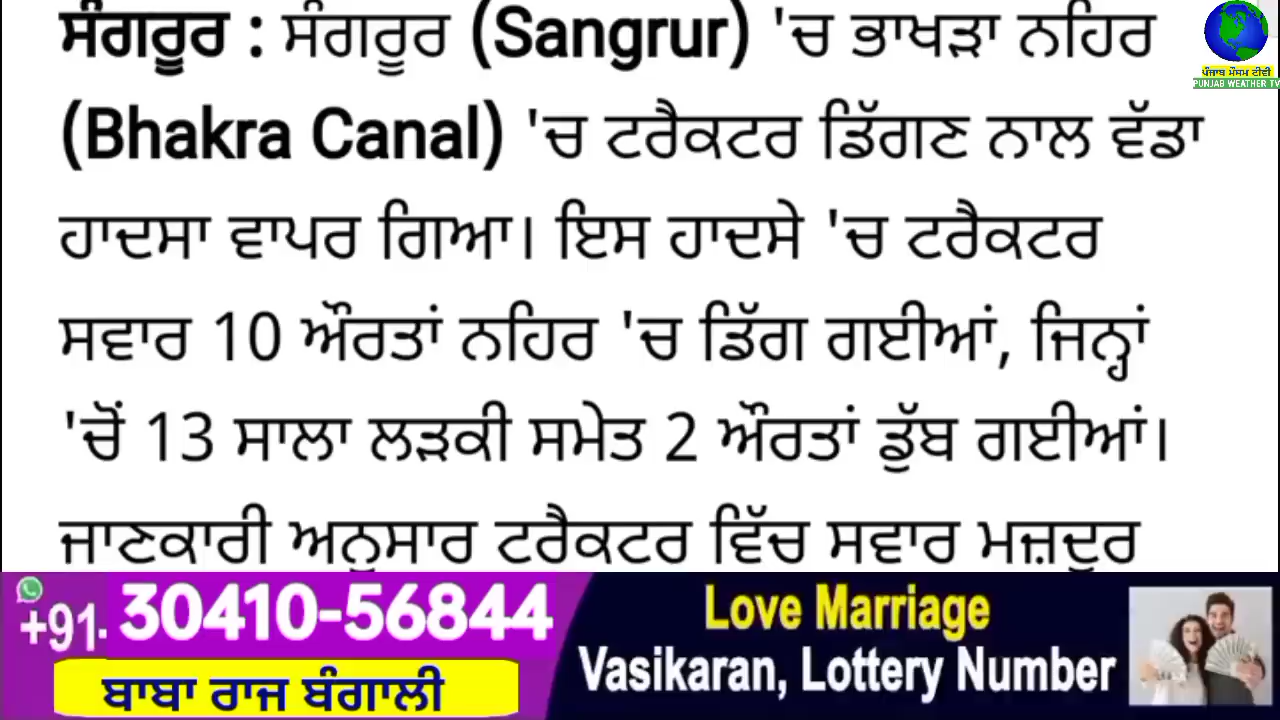 ਸੰਗਰੂਰ : ਸੰਗਰੂਰ (Sangrur) 'ਚ ਭਾਖੜਾ ਨਹਿਰ
(Bhakra Canal) 'ਚ ਟਰੈਕਟਰ ਡਿੱਗਣ ਨਾਲ ਵੱਡਾ
ਹਾਦਸਾ ਵਾਪਰ ਗਿਆ। ਇਸ ਹਾਦਸੇ 'ਚ ਟਰੈਕਟਰ
ਸਵਾਰ 10 ਔਰਤਾਂ ਨਹਿਰ 'ਚ ਡਿੱਗ ਗਈਆਂ, ਜਿਨ੍ਹਾਂ
'ਚੋਂ 13 ਸਾਲਾ ਲੜਕੀ ਸਮੇਤ 2 ਔਰਤਾਂ ਡੁੱਬ ਗਈਆਂ।
ਜਾਣਕਾਰੀ ਅਨੁਸਾਰ ਟਰੈਕਟਰ ਵਿੱਚ ਸਵਾਰ ਮਜ਼ਦੂਰ
ਪੰਜਾਬ ਮੌਸਮ ਟੀਵੀ
PUNJAB WEATHER TV
+91- 30410-56844
ਬਾਬਾ ਰਾਜ ਬੰਗਾਲੀ
Love Marriage
Vasikaran, Lottery Number